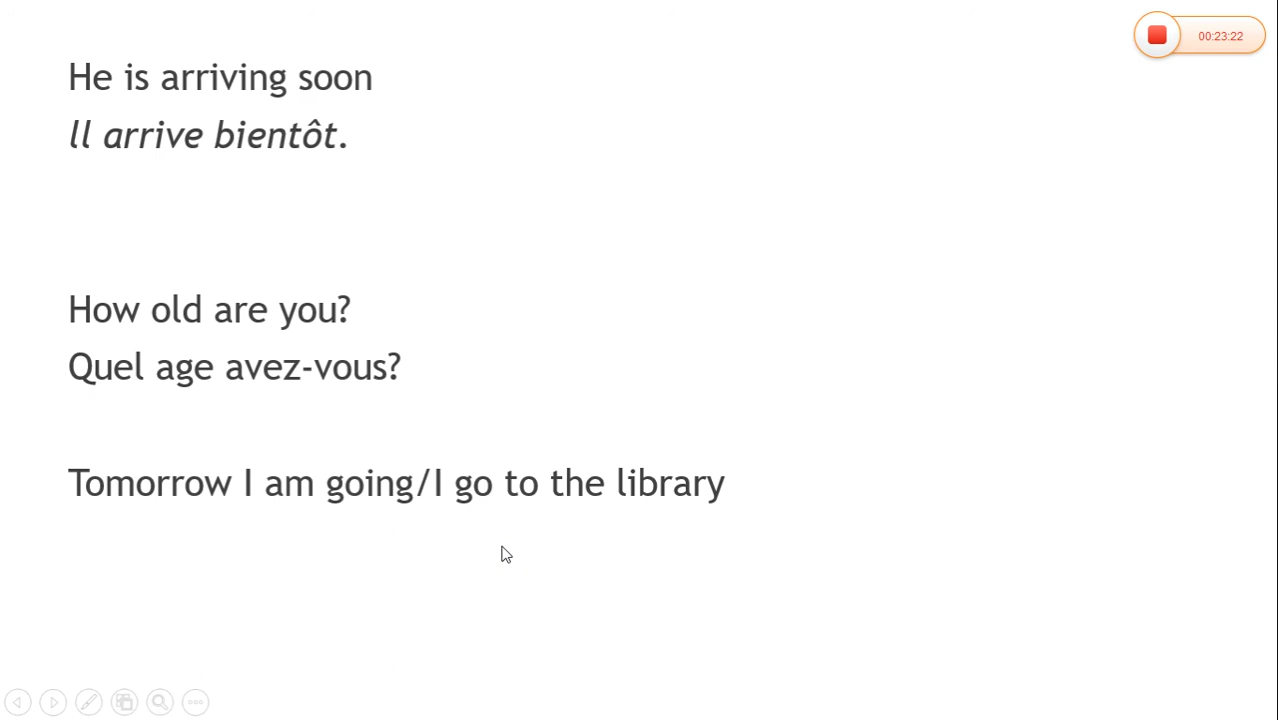 00:23:22
He is arriving soon
ll arrive bientôt.
How old are you?
Quel age avez-vous?
Tomorrow I am going/I go to the library